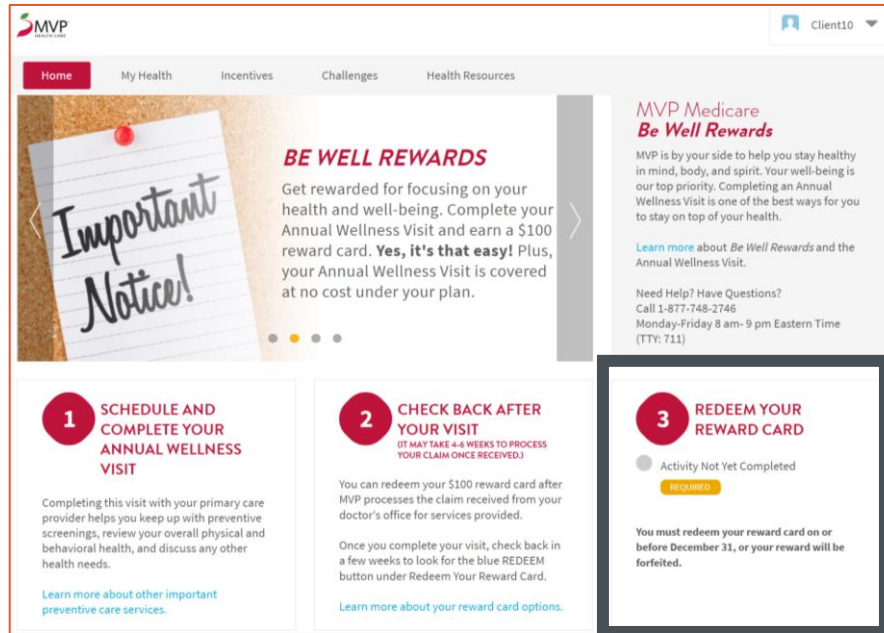 MVP
HEALTH CARE
Client10
Home
My Health
Incentives
Challenges
Health Resources
Important
Notice!
BE WELL REWARDS
Get rewarded for focusing on your
health and well-being. Complete your
Annual Wellness Visit and earn a $100
reward card. Yes, it's that easy! Plus,
your Annual Wellness Visit is covered
at no cost under your plan.
MVP Medicare
Be Well Rewards
MVP is by your side to help you stay healthy
in mind, body, and spirit. Your well-being is
our top priority. Completing an Annual
Wellness Visit is one of the best ways for you
to stay on top of your health.
Learn more about Be Well Rewards and the
Annual Wellness Visit.
Need Help? Have Questions?
Call 1-877-748-2746
Monday-Friday 8 am- 9 pm Eastern Time
(TTY: 711)
1
SCHEDULE AND
COMPLETE YOUR
ANNUAL WELLNESS
VISIT
Completing this visit with your primary care
provider helps you keep up with preventive
screenings, review your overall physical and
behavioral health, and discuss any other
health needs.
Learn more about other important
preventive care services.
2
CHECK BACK AFTER
YOUR VISIT
(IT MAY TAKE 4-6 WEEKS TO PROCESS
YOUR CLAIM ONCE RECEIVED.)
You can redeem your $100 reward card after
MVP processes the claim received from your
doctor's office for services provided.
Once you complete your visit, check back in
a few weeks to look for the blue REDEEM
button under Redeem Your Reward Card.
Learn more about your reward card options.
3
REDEEM YOUR
REWARD CARD
Activity Not Yet Completed
REQUIRED
You must redeem your reward card on or
before December 31, or your reward will be
forfeited.